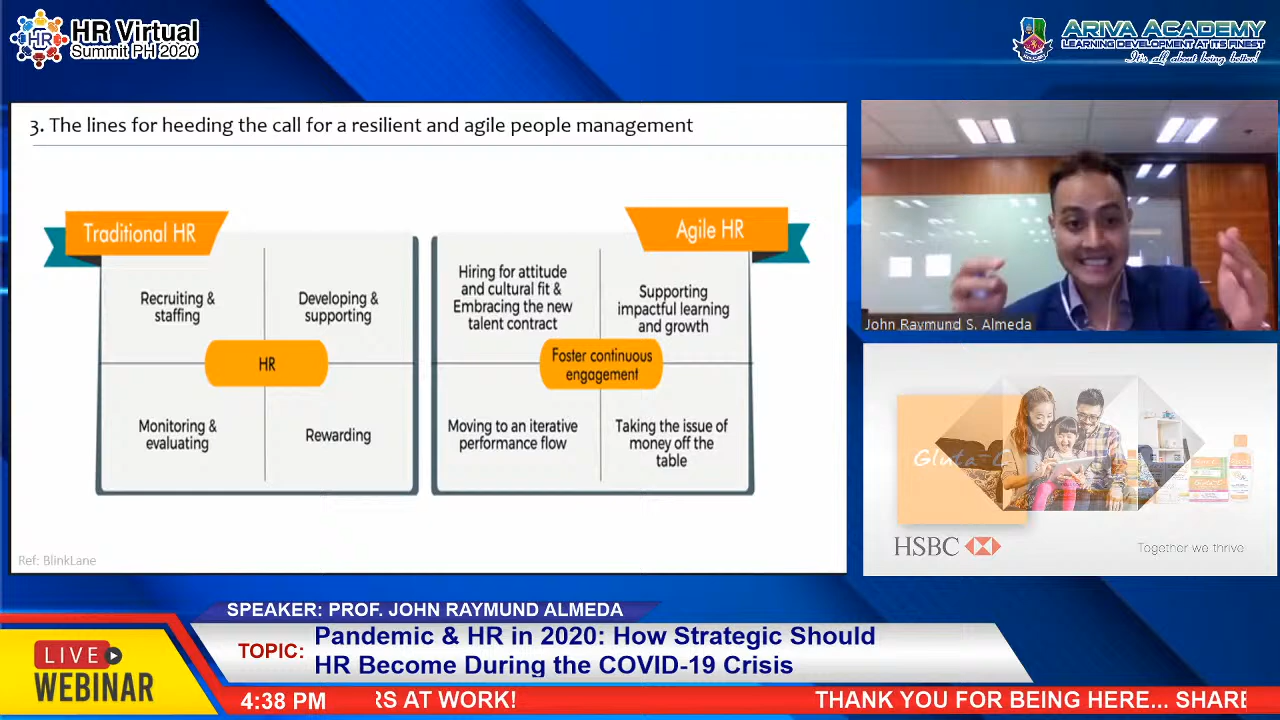 HR Virtual
Summit PH 2020
HR
ARIVA ACADEMY
LEARNING DEVELOPMENT AT ITS FINEST
It's all about being better!
3. The lines for heeding the call for a resilient and agile people management
Traditional HR
Recruiting &
staffing
Developing &
supporting
HR
Monitoring &
evaluating
Rewarding
Agile HR
Hiring for attitude
and cultural fit &
Embracing the new
talent contract
Supporting
impactful learning
and growth
Foster continuous
engagement
Moving to an iterative
performance flow
Taking the issue of
money off the
table
Ref: BlinkLane
John Raymund S. Almeda
Gluta-C
HSBC
Together we thrive
SPEAKER: PROF. JOHN RAYMUND ALMEDA
TOPIC:
Pandemic & HR in 2020: How Strategic Should
HR Become During the COVID-19 Crisis
LIVE
WEBINAR
4:38 PM
RS AT WORK!
THANK YOU FOR BEING HERE... SHARE